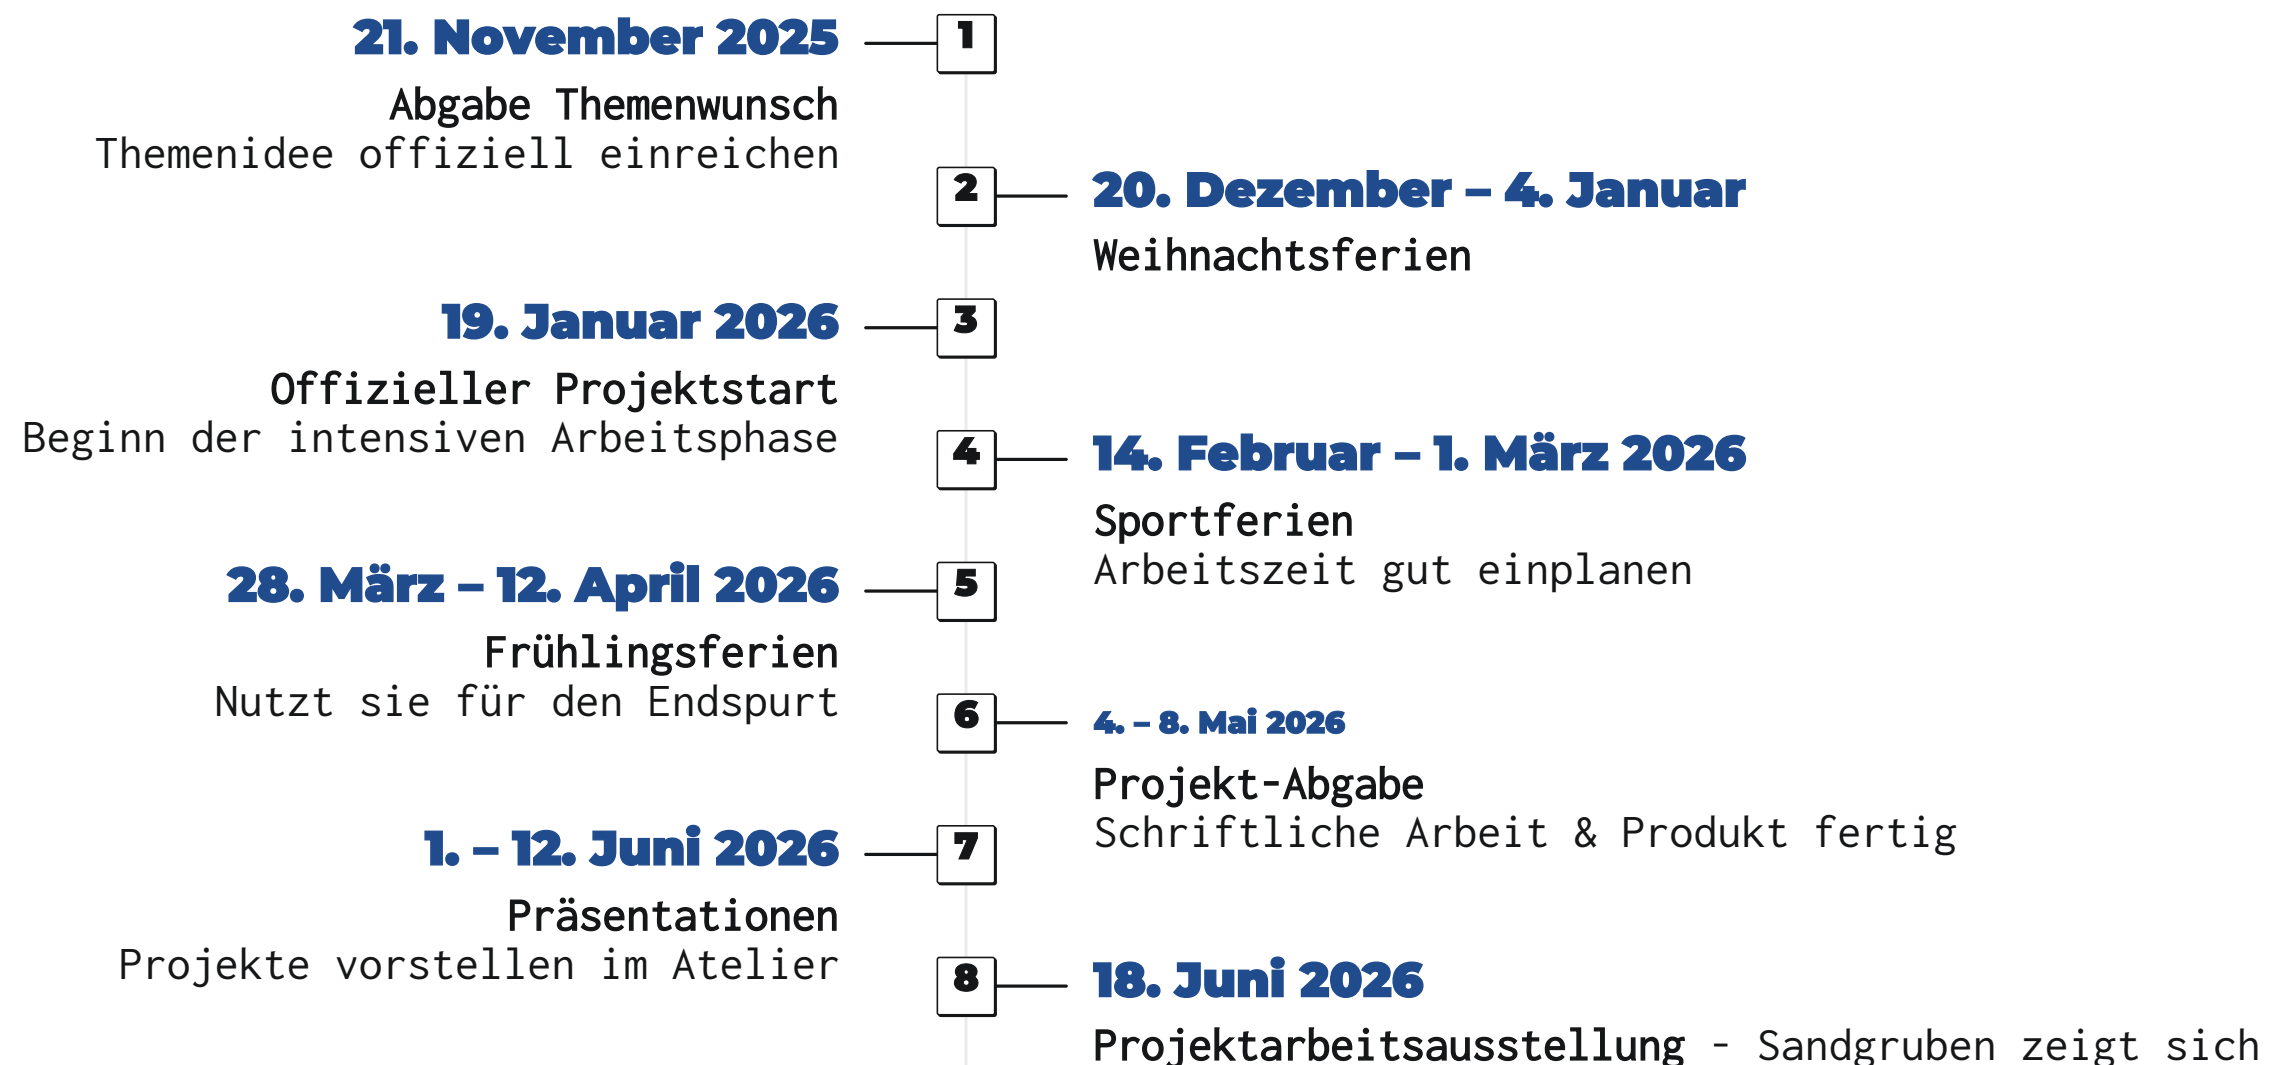 21. November 2025
1
Abgabe Themenwunsch
Themenidee offiziell einreichen
2
20. Dezember – 4. Januar
Weihnachtsferien
19. Januar 2026
3
Offizieller Projektstart
Beginn der intensiven Arbeitsphase
4
14. Februar – 1. März 2026
Sportferien
Arbeitszeit gut einplanen
28. März – 12. April 2026
5
Frühlingsferien
Nutzt sie für den Endspurt
6
4. – 8. Mai 2026
Projekt-Abgabe
Schriftliche Arbeit & Produkt fertig
1. – 12. Juni 2026
7
Präsentationen
Projekte vorstellen im Atelier
8
18. Juni 2026
Projektarbeitsausstellung - Sandgruben zeigt sich